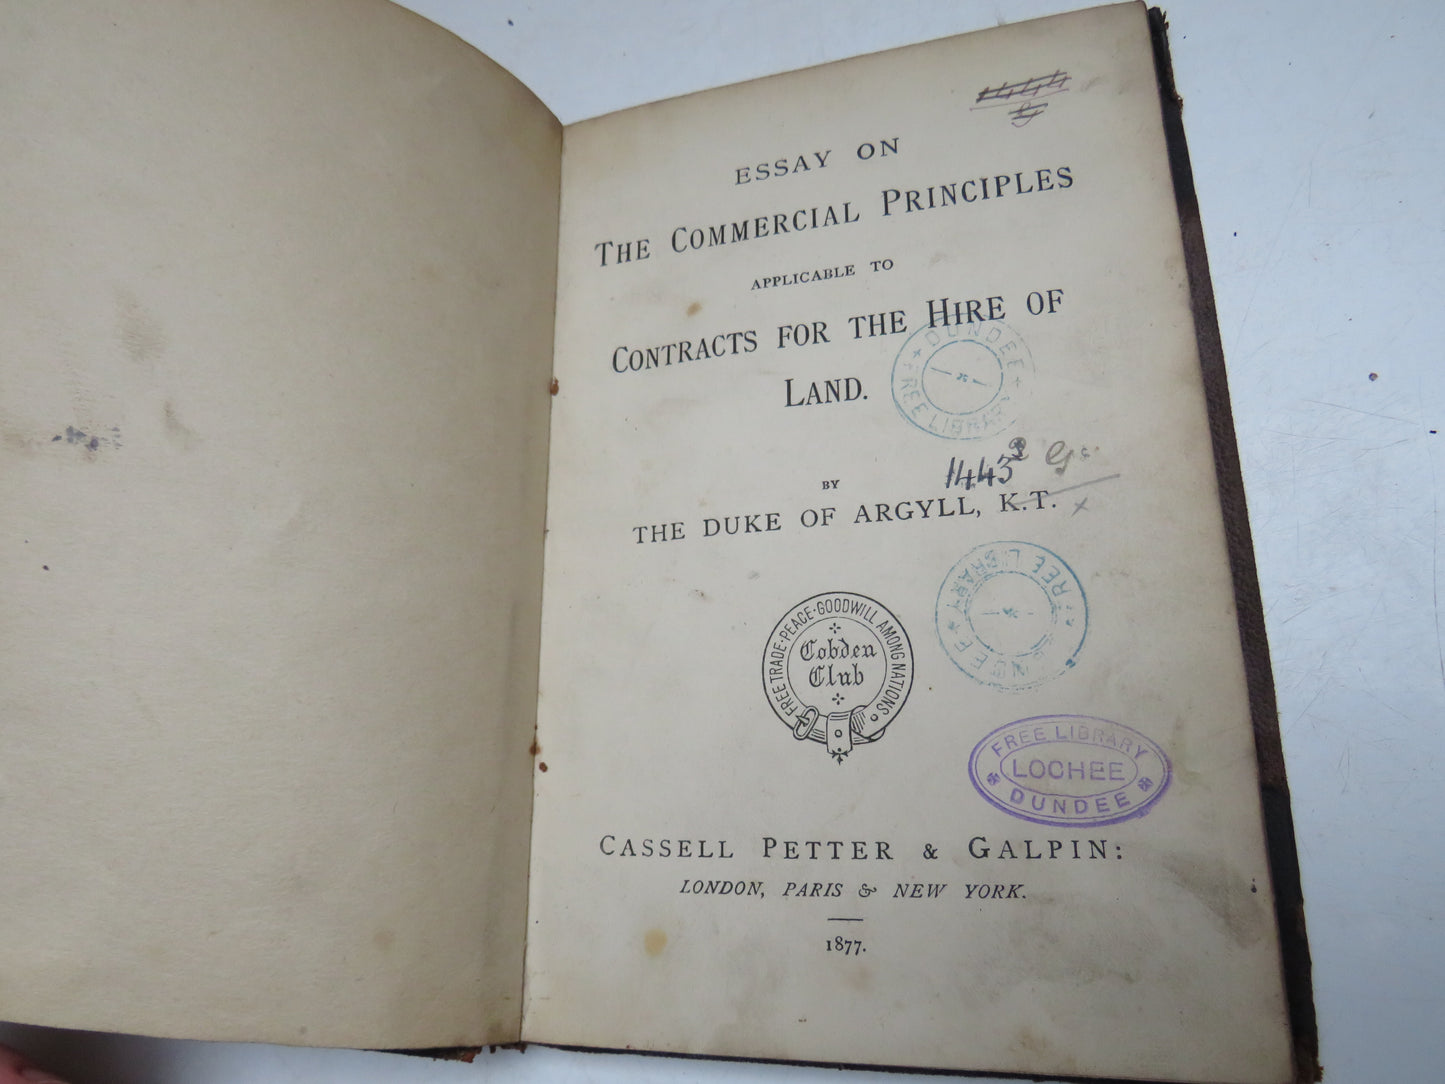 ESSAY ON
THE COMMERCIAL PRINCIPLES
APPLICABLE TO
CONTRACTS FOR THE HIRE OF
LAND.
DUNDEE
FREE LIBRARY
1443
BY
THE DUKE OF ARGYLL, K.T.
FREE TRADE·PEACE·GOODWILL AMONG NATIONS
Cobden
Club
FREE LIBRARY
FREE LIBRARY
LOCHEE
DUNDEE
CASSELL PETTER & GALPIN:
LONDON, PARIS & NEW YORK.
1877.